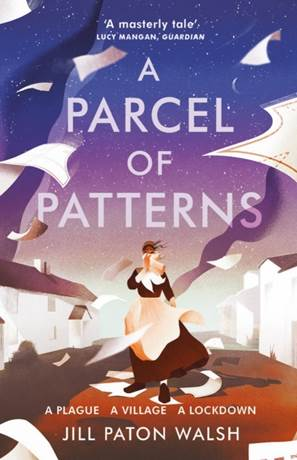 'A masterly tale',
LUCY MANGAN, GUARDIAN
A
PARCEL
OF
PATTERNS
A PLAGUE A VILLAGE A LOCKDOWN
JILL PATON WALSH